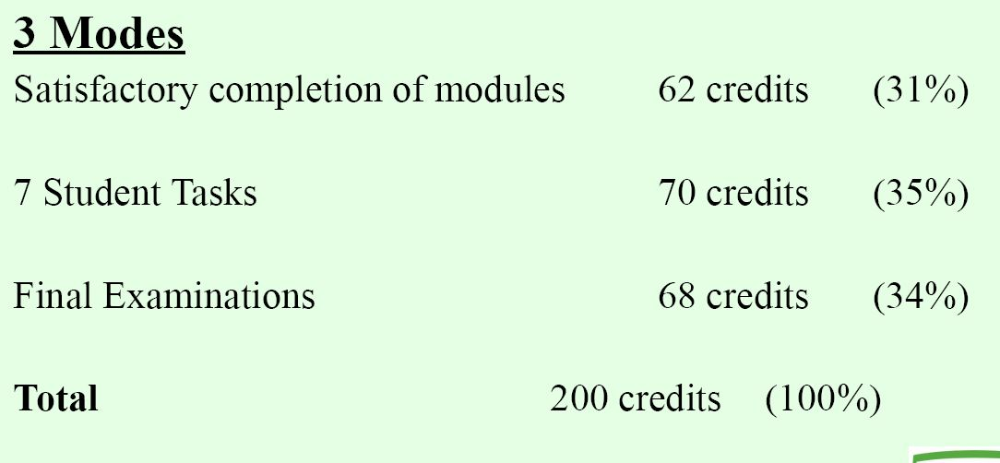 3 Modes
Satisfactory completion of modules 62 credits (31%)
7 Student Tasks 70 credits (35%)
Final Examinations 68 credits (34%)
Total 200 credits (100%)